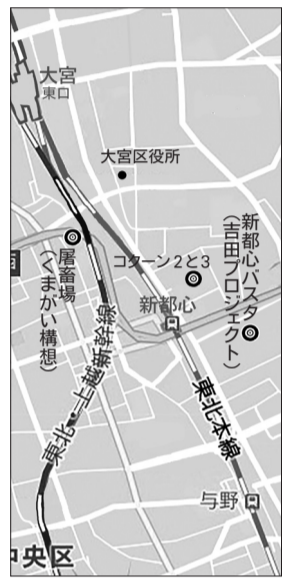 大宮
東口
大宮区役所
コクーン2と3
新都心バスタ
(吉田プロジェクト)
屠畜場
(くまがい構想)
新都心
東北・上越新幹線
東北本線
与野
中央区